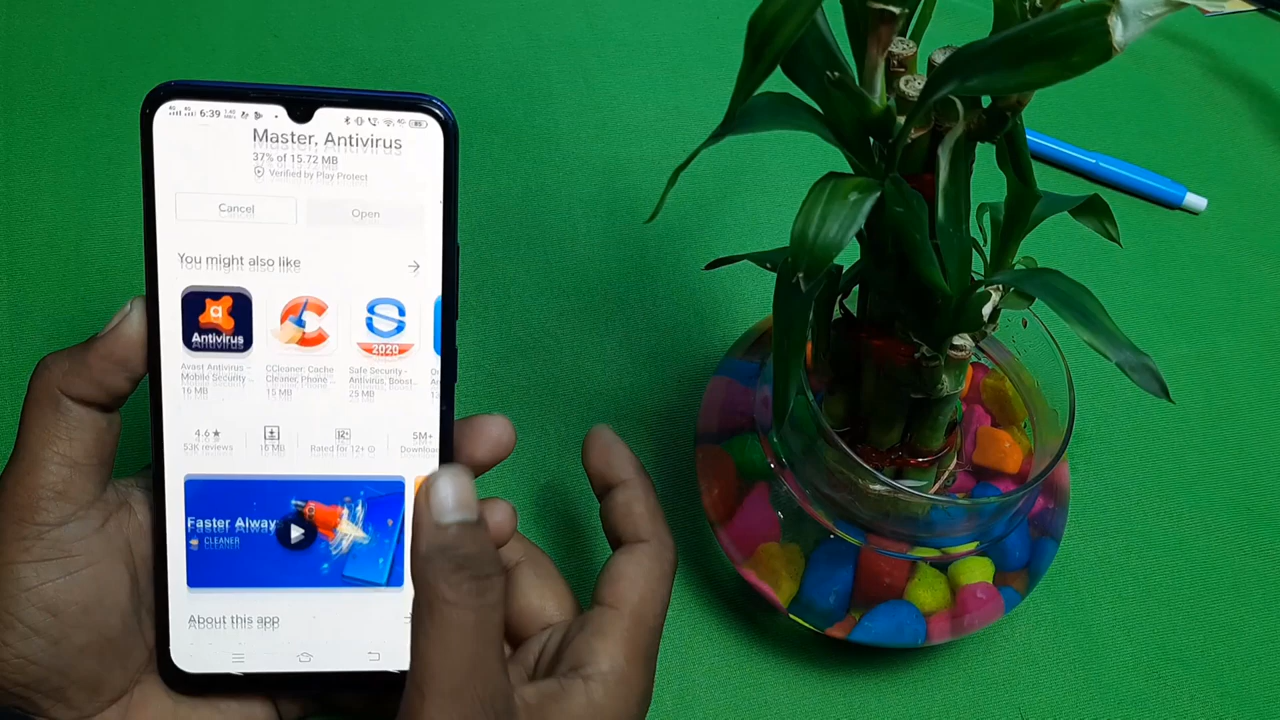 6:39
Master, Antivirus
37% of 15.72 MB
Verified by Play Protect
Cancel
Open
You might also like
a
Antivirus
2020
Avast Antivirus –
Mobile Security ...
16 MB
CCleaner: Cache
Cleaner, Phone ...
15 MB
Safe Security -
Antivirus, Boost...
25 MB
4.6★
53K reviews
16 MB
12+
Rated for 12+
5M+
Faster Alway
CLEANER
About this app